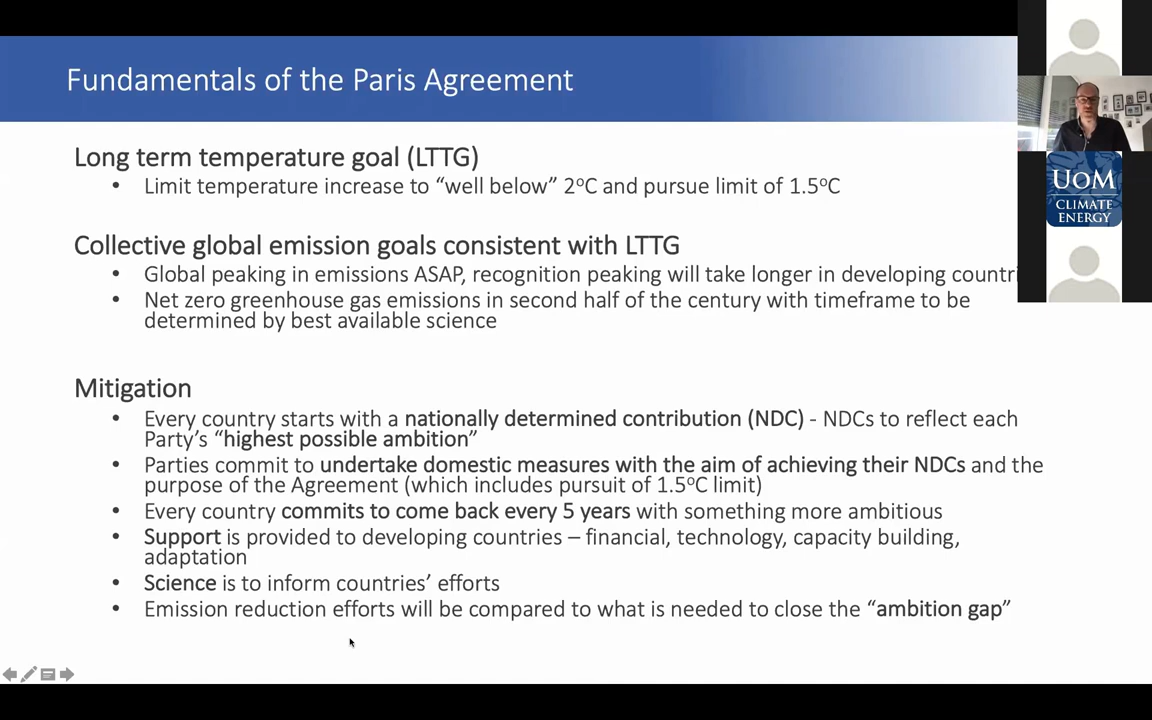 Fundamentals of the Paris Agreement
Long term temperature goal (LTTG)
• Limit temperature increase to “well below” 2°C and pursue limit of 1.5°C
Collective global emission goals consistent with LTTG
• Global peaking in emissions ASAP, recognition peaking will take longer in developing countri
• Net zero greenhouse gas emissions in second half of the century with timeframe to be
determined by best available science
Mitigation
• Every country starts with a nationally determined contribution (NDC) - NDCs to reflect each
Party’s “highest possible ambition”
• Parties commit to undertake domestic measures with the aim of achieving their NDCs and the
purpose of the Agreement (which includes pursuit of 1.5°C limit)
• Every country commits to come back every 5 years with something more ambitious
• Support is provided to developing countries – financial, technology, capacity building,
adaptation
• Science is to inform countries’ efforts
• Emission reduction efforts will be compared to what is needed to close the “ambition gap”
UOM
CLIMATE
ENERGY